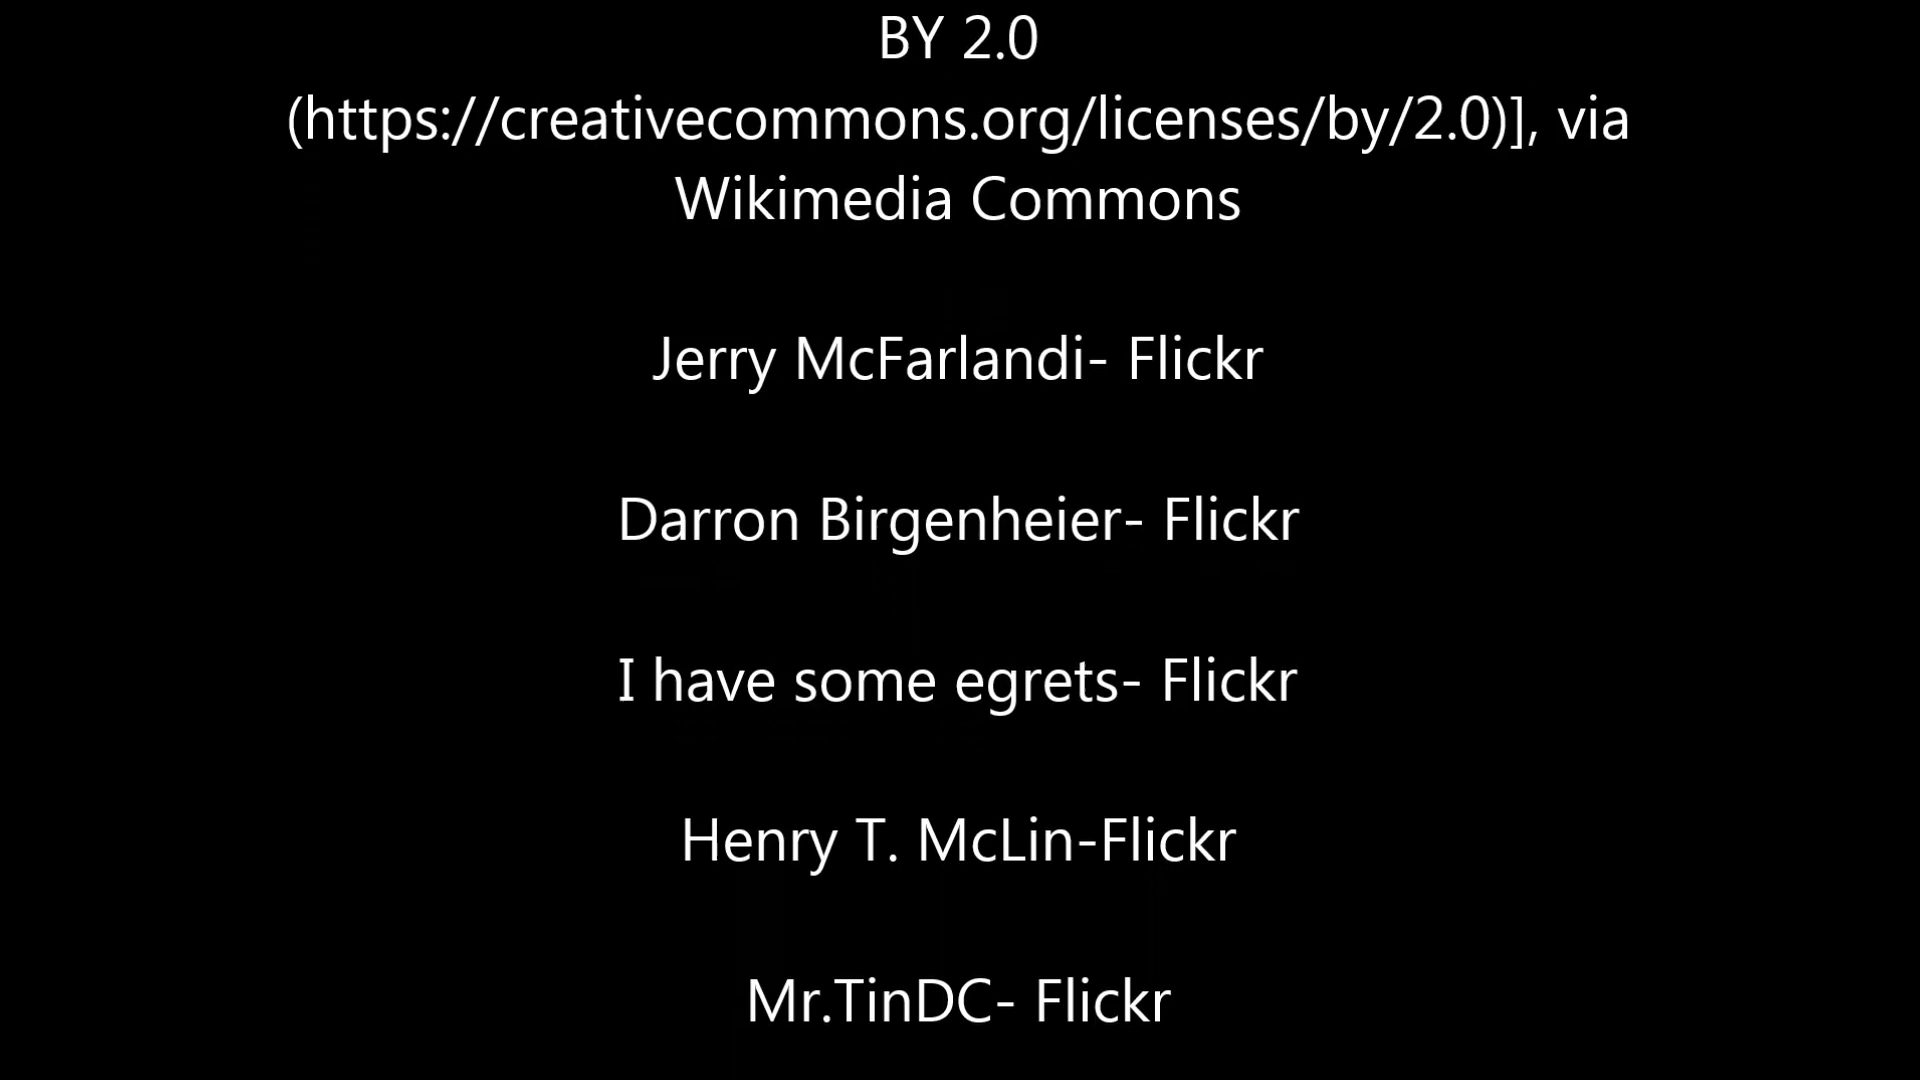 BY 2.0
(https://creativecommons.org/licenses/by/2.0)], via
Wikimedia Commons
Jerry McFarlandi- Flickr
Darron Birgenheier- Flickr
I have some egrets- Flickr
Henry T. McLin-Flickr
Mr.TinDC- Flickr